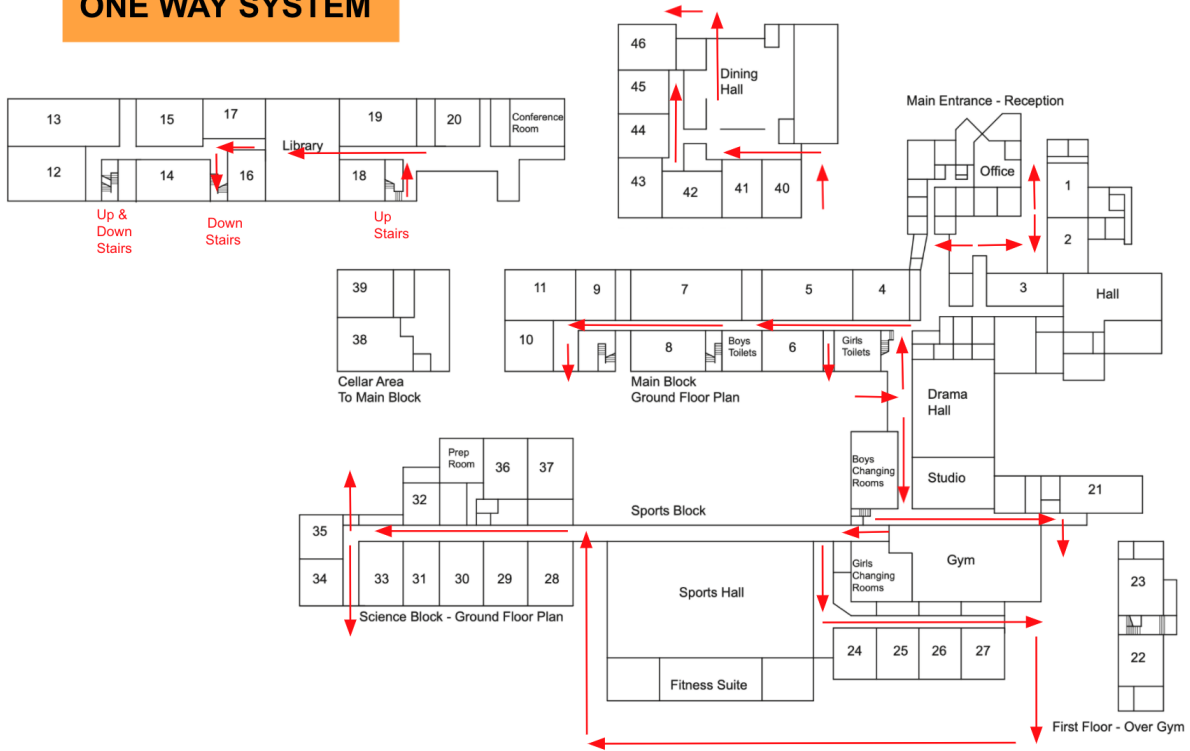 ONE WAY SYSTEM
46
45
44
43
42
41
40
Dining
Hall
Main Entrance - Reception
Office
1
2
3
Hall
13
15
17
19
20
Conference
Room
Library
12
14
16
18
Up &
Down
Stairs
Down
Stairs
Up
Stairs
39
38
Cellar Area
To Main Block
11
9
7
5
4
10
8
Boys
Toilets
6
Girls
Toilets
Main Block
Ground Floor Plan
Drama
Hall
Studio
Boys
Changing
Rooms
21
Prep
Room
36
37
32
35
34
33
31
30
29
28
Science Block - Ground Floor Plan
Sports Block
Sports Hall
Fitness Suite
Girls
Changing
Rooms
Gym
24
25
26
27
23
22
First Floor - Over Gym